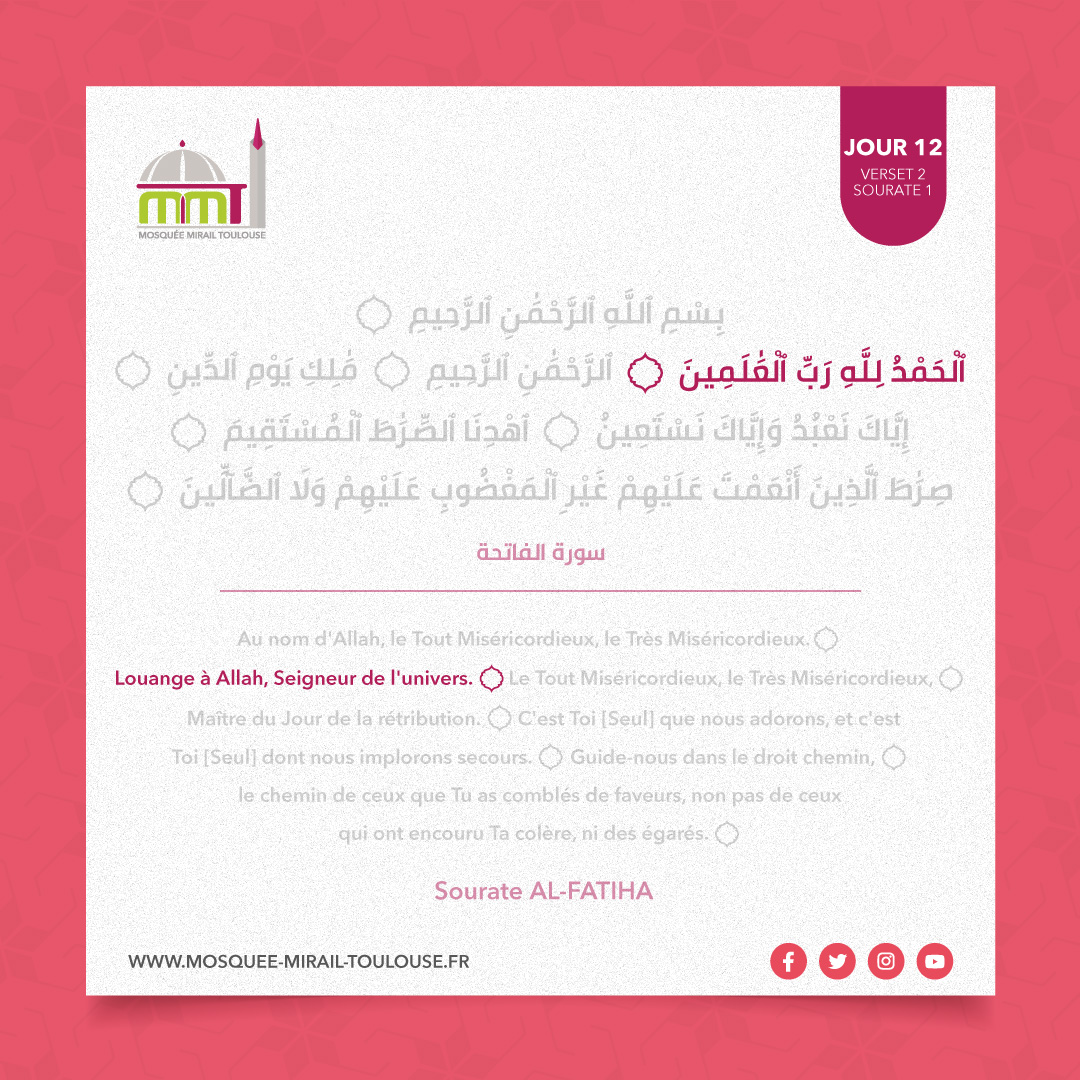 MMT
MOSQUÉE MIRAIL TOULOUSE
JOUR 12
VERSET 2
SOURATE 1
بِسْمِ ٱللَّهِ ٱلرَّحْمَٰنِ ٱلرَّحِيمِ ۝
ٱلْحَمْدُ لِلَّهِ رَبِّ ٱلْعَٰلَمِينَ ۝ ٱلرَّحْمَٰنِ ٱلرَّحِيمِ ۝ مَٰلِكِ يَوْمِ ٱلدِّينِ ۝
إِيَّاكَ نَعْبُدُ وَإِيَّاكَ نَسْتَعِينُ ۝ ٱهْدِنَا ٱلصِّرَٰطَ ٱلْمُسْتَقِيمَ ۝
صِرَٰطَ ٱلَّذِينَ أَنْعَمْتَ عَلَيْهِمْ غَيْرِ ٱلْمَغْضُوبِ عَلَيْهِمْ وَلَا ٱلضَّآلِّينَ ۝
سورة الفاتحة
Au nom d'Allah, le Tout Miséricordieux, le Très Miséricordieux. ۝
Louange à Allah, Seigneur de l'univers. ۝ Le Tout Miséricordieux, le Très Miséricordieux, ۝
Maître du Jour de la rétribution. ۝ C'est Toi [Seul] que nous adorons, et c'est
Toi [Seul] dont nous implorons secours. ۝ Guide-nous dans le droit chemin, ۝
le chemin de ceux que Tu as comblés de faveurs, non pas de ceux
qui ont encouru Ta colère, ni des égarés. ۝
Sourate AL-FATIHA
WWW.MOSQUEE-MIRAIL-TOULOUSE.FR